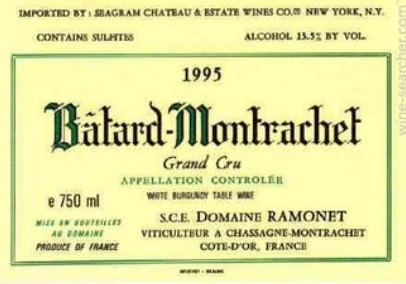 IMPORTED BY : SEAGRAM CHATEAU & ESTATE WINES CO.® NEW YORK, N.Y.
CONTAINS SULFITES ALCOHOL 13.5% BY VOL.
1995
Bâtard-Montrachet
Grand Cru
APPELLATION CONTROLÉE
WHITE BURGUNDY TABLE WINE
e 750 ml
MISE EN BOUTEILLES
AU DOMAINE
PRODUCE OF FRANCE
S.C.E. DOMAINE RAMONET
VITICULTEUR A CHASSAGNE-MONTRACHET
COTE-D'OR, FRANCE
wine-searcher.com